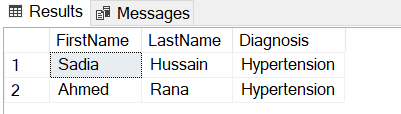 Results Messages
FirstName LastName Diagnosis
1 Sadia Hussain Hypertension
2 Ahmed Rana Hypertension